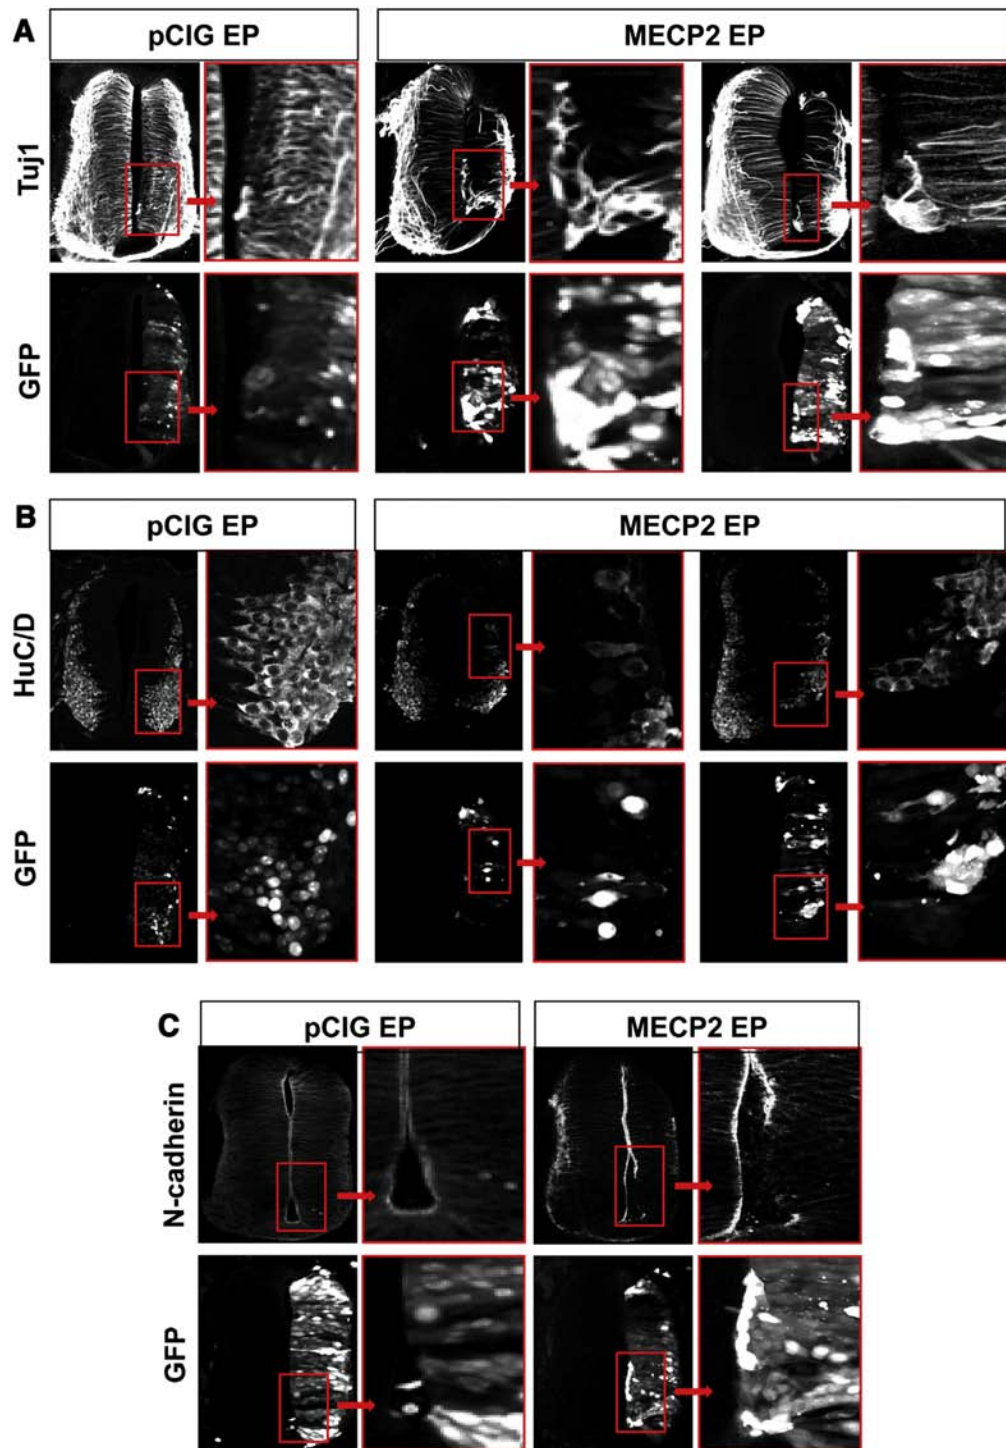 A
pCIG EP
MECP2 EP
Tuj1
GFP
B
pCIG EP
MECP2 EP
HuC/D
GFP
C
pCIG EP
MECP2 EP
N-cadherin
GFP